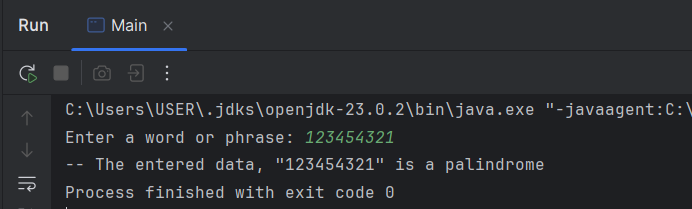 Run Main
C:\Users\USER\.jdks\openjdk-23.0.2\bin\java.exe "-javaagent:C:\
Enter a word or phrase: 123454321
-- The entered data, "123454321" is a palindrome
Process finished with exit code 0